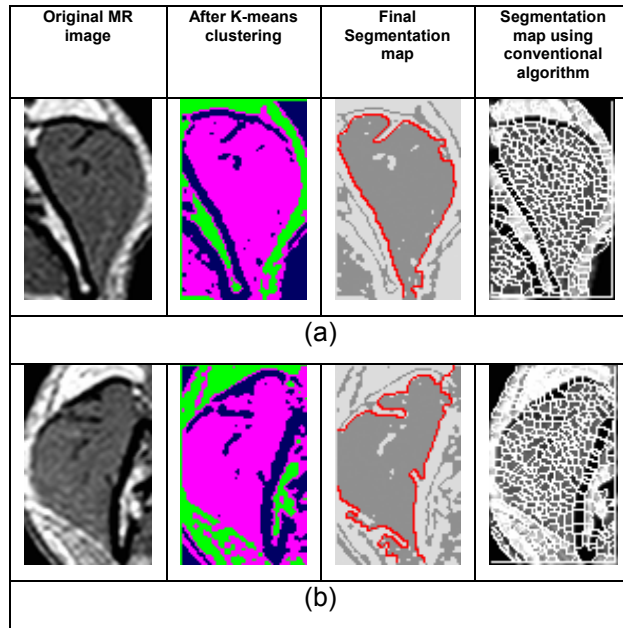 Original MR image
After K-means clustering
Final Segmentation map
Segmentation map using conventional algorithm
(a)
(b)